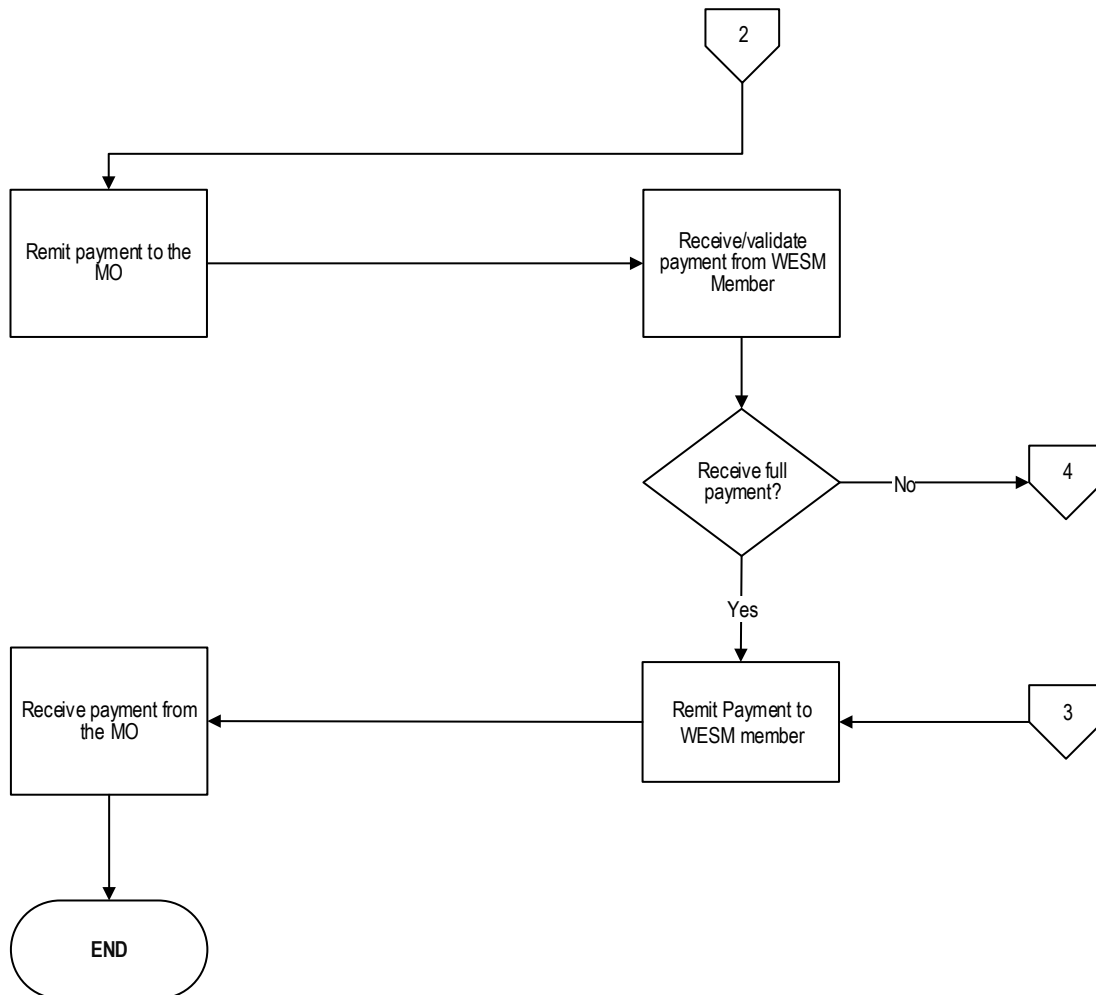 2
Remit payment to the
MO
Receive/validate
payment from WESM
Member
Receive full
payment?
No
4
Yes
Receive payment from
the MO
Remit Payment to
WESM member
3
END